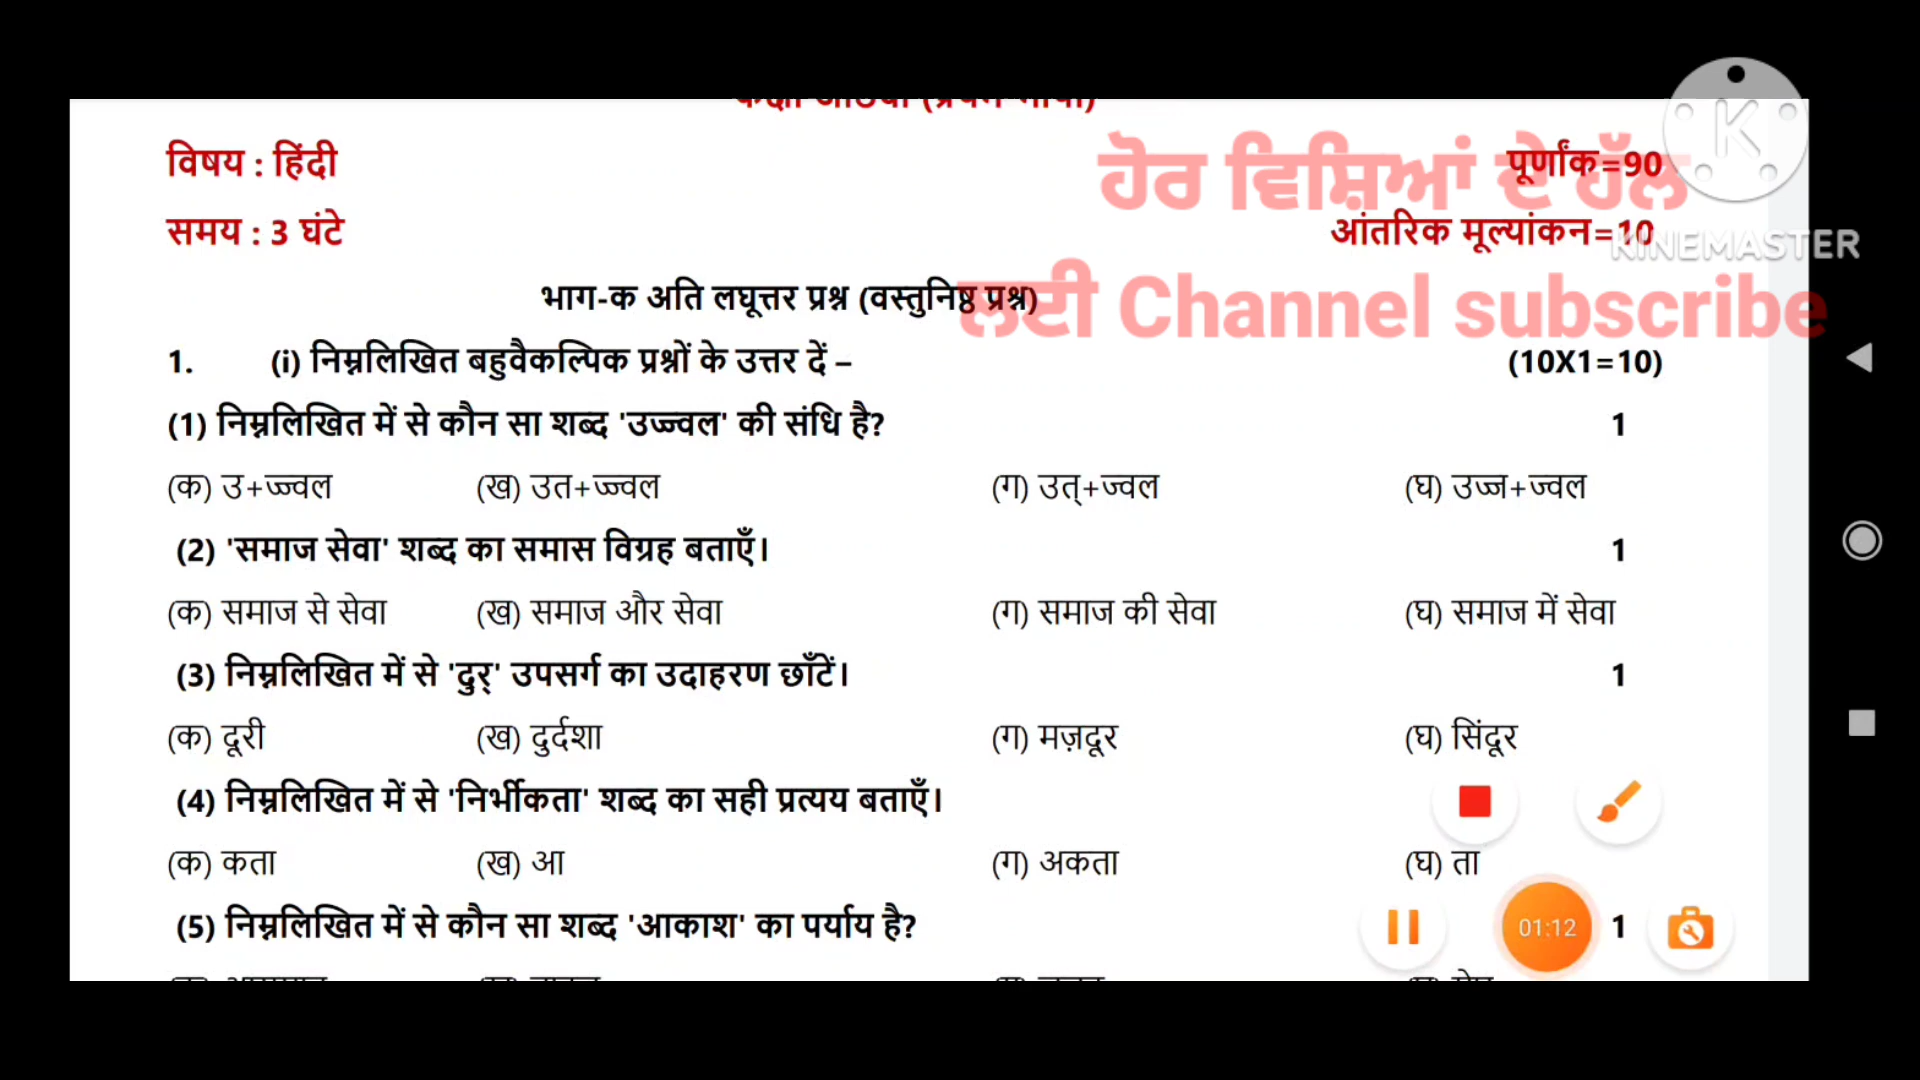 कक्षा आठवीं (प्रथम भाषा)
विषय : हिंदी
पूर्णांक=90
ਹੋਰ ਵਿਸ਼ਿਆਂ ਦੇ ਹੱਲ
समय : 3 घंटे
आंतरिक मूल्यांकन=10
KINEMASTER
भाग-क अति लघूत्तर प्रश्न (वस्तुनिष्ठ प्रश्न)
ਲਈ Channel subscribe
1. (i) निम्नलिखित बहुवैकल्पिक प्रश्नों के उत्तर दें – (10X1=10)
(1) निम्नलिखित में से कौन सा शब्द 'उज्ज्वल' की संधि है? 1
(क) उ+ज्ज्वल (ख) उत+ज्ज्वल (ग) उत्+ज्वल (घ) उज्ज+ज्वल
(2) 'समाज सेवा' शब्द का समास विग्रह बताएँ। 1
(क) समाज से सेवा (ख) समाज और सेवा (ग) समाज की सेवा (घ) समाज में सेवा
(3) निम्नलिखित में से 'दुर्' उपसर्ग का उदाहरण छाँटें। 1
(क) दूरी (ख) दुर्दशा (ग) मज़दूर (घ) सिंदूर
(4) निम्नलिखित में से 'निर्भीकता' शब्द का सही प्रत्यय बताएँ।
(क) कता (ख) आ (ग) अकता (घ) ता
(5) निम्नलिखित में से कौन सा शब्द 'आकाश' का पर्याय है? 1
01:12